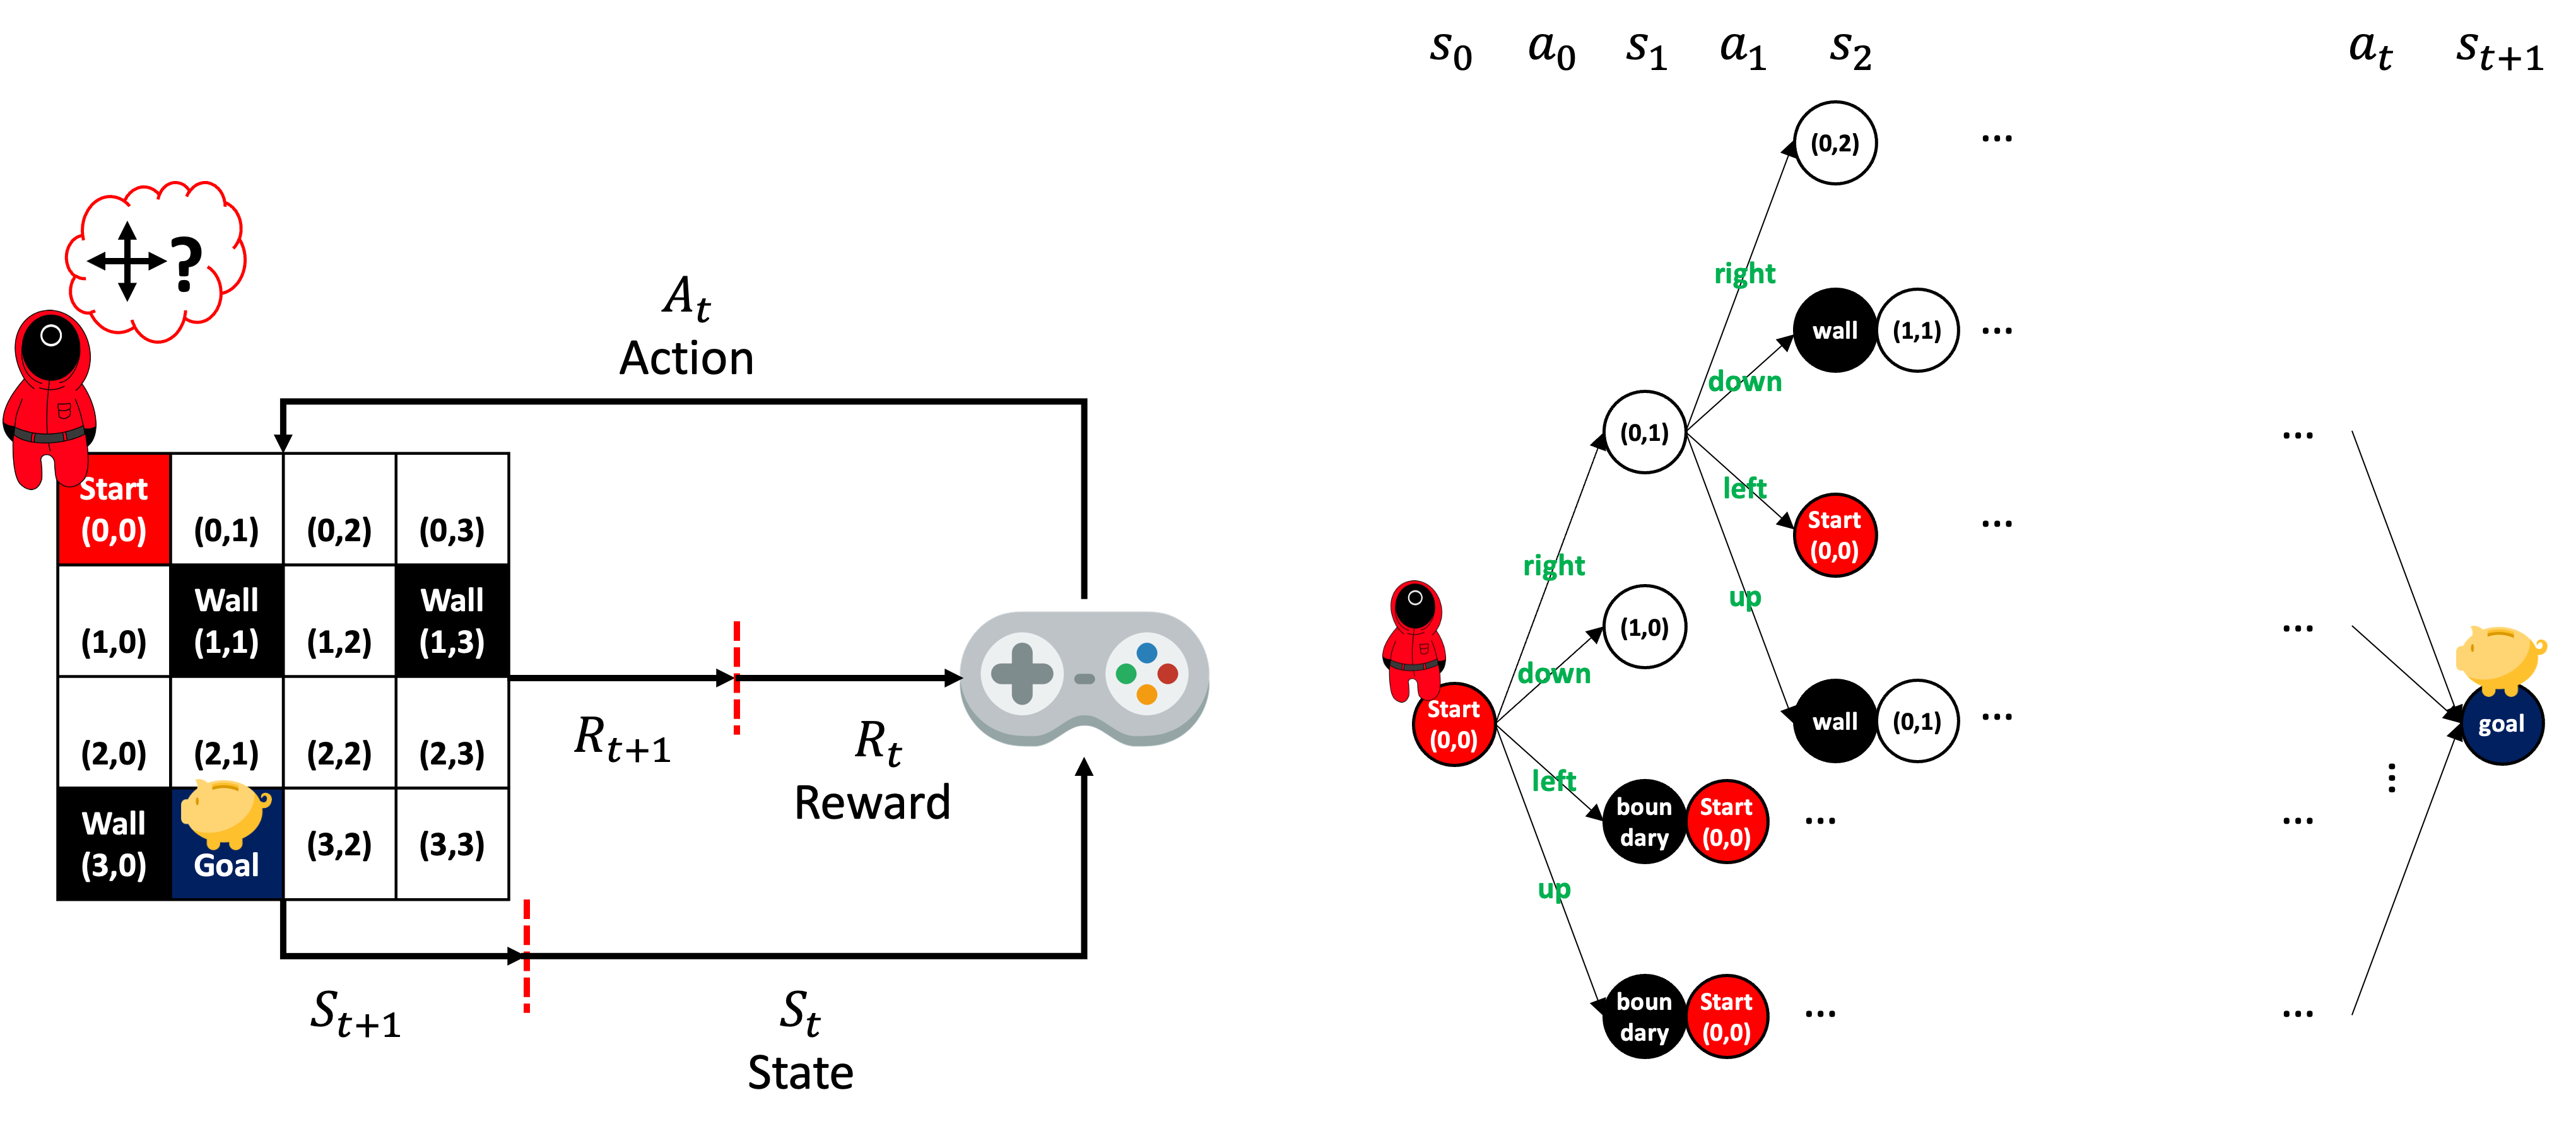 ?
A_t
Action
Start
(0,0)
(0,1)
(0,2)
(0,3)
(1,0)
Wall
(1,1)
(1,2)
Wall
(1,3)
(2,0)
(2,1)
(2,2)
(2,3)
Wall
(3,0)
Goal
(3,2)
(3,3)
R_{t+1}
R_t
Reward
S_{t+1}
S_t
State
s_0 a_0 s_1 a_1 s_2 a_t s_{t+1}
(0,2) ...
right
wall (1,1) ...
down
(0,1)
left
Start
(0,0)
...
up
wall (0,1) ...
right
(1,0)
down
Start
(0,0)
left
boun
dary
Start
(0,0)
...
up
boun
dary
Start
(0,0)
...
...
...
...
...
...
goal